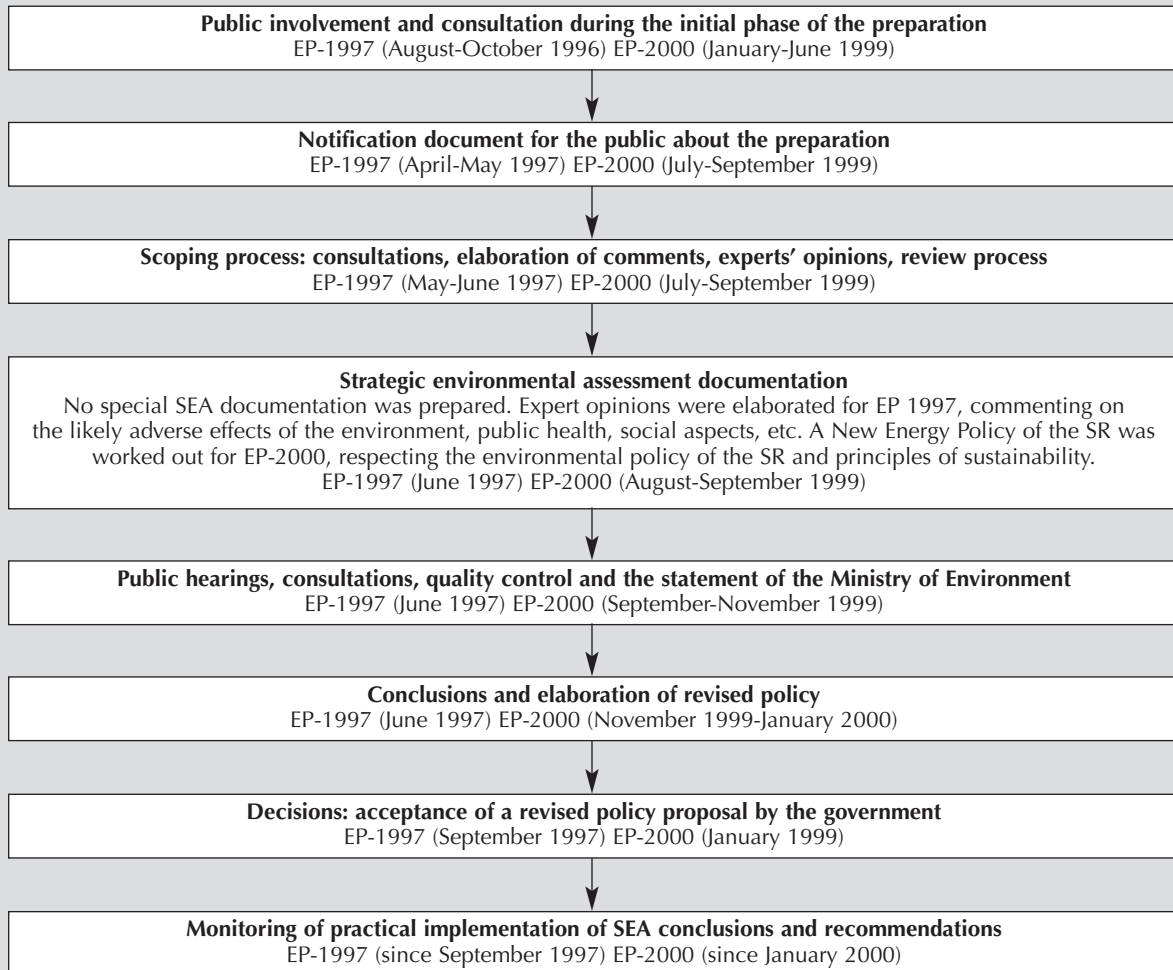 Public involvement and consultation during the initial phase of the preparation
EP-1997 (August-October 1996) EP-2000 (January-June 1999)
Notification document for the public about the preparation
EP-1997 (April-May 1997) EP-2000 (July-September 1999)
Scoping process: consultations, elaboration of comments, experts’ opinions, review process
EP-1997 (May-June 1997) EP-2000 (July-September 1999)
Strategic environmental assessment documentation
No special SEA documentation was prepared. Expert opinions were elaborated for EP 1997, commenting on
the likely adverse effects of the environment, public health, social aspects, etc. A New Energy Policy of the SR was
worked out for EP-2000, respecting the environmental policy of the SR and principles of sustainability.
EP-1997 (June 1997) EP-2000 (August-September 1999)
Public hearings, consultations, quality control and the statement of the Ministry of Environment
EP-1997 (June 1997) EP-2000 (September-November 1999)
Conclusions and elaboration of revised policy
EP-1997 (June 1997) EP-2000 (November 1999-January 2000)
Decisions: acceptance of a revised policy proposal by the government
EP-1997 (September 1997) EP-2000 (January 1999)
Monitoring of practical implementation of SEA conclusions and recommendations
EP-1997 (since September 1997) EP-2000 (since January 2000)